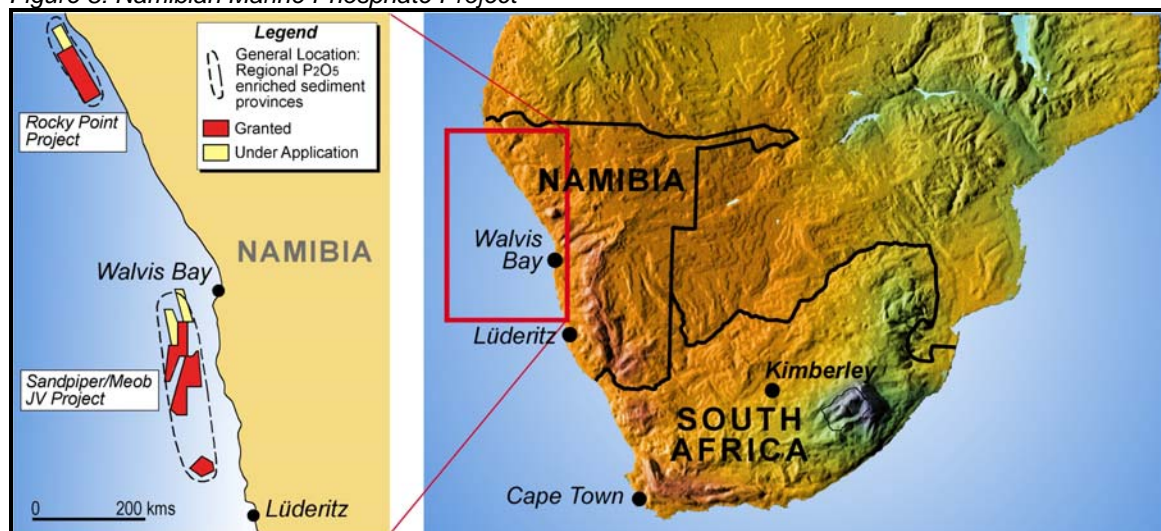 Figure Namibian Marine Phosphate Project
Legend
General Location:
Regional P2O5
enriched sediment
provinces
Granted
Under Application
Rocky Point
Project
NAMIBIA
Walvis Bay
Sandpiper/Meob
JV Project
0 200 kms
Lüderitz
NAMIBIA
Walvis
Bay
Lüderitz
Kimberley
SOUTH
AFRICA
Cape Town